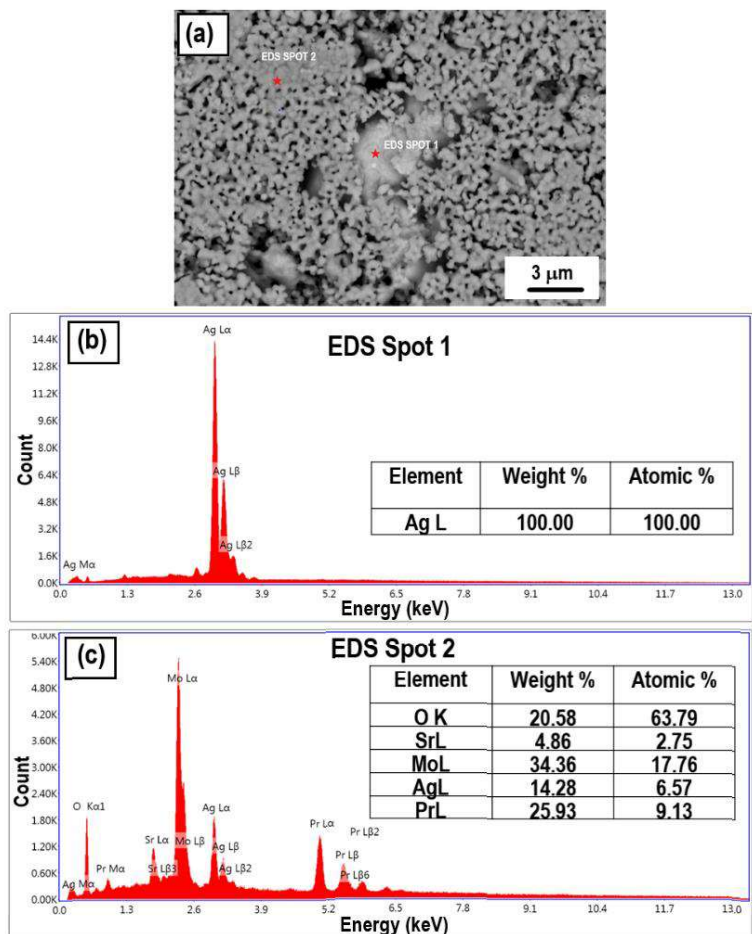 (a)
EDS SPOT 2
EDS SPOT 1
3 μm
(b)
EDS Spot 1
Count
14.4K
12.8K
11.2K
9.6K
8.0K
6.4K
4.8K
3.2K
1.6K
0.0K
Ag Lα
Ag Lβ
Ag Lβ2
Ag Mα
Element Weight % Atomic %
Ag L 100.00 100.00
0.0 1.3 2.6 3.9 5.2 6.5 7.8 9.1 10.4 11.7 13.0
Energy (keV)
(c)
EDS Spot 2
Count
6.00K
5.40K
4.80K
4.20K
3.60K
3.00K
2.40K
1.80K
1.20K
0.60K
0.00K
Mo Lα
O Kα1
Ag Lα
Pr Lα
Pr Lβ2
Sr Lα
Mo Lβ
Ag Lβ
Pr Lβ
Pr Mα
Sr Lβ3
Ag Lβ2
Pr Lβ6
Ag Mα
Element Weight % Atomic %
O K 20.58 63.79
SrL 4.86 2.75
MoL 34.36 17.76
AgL 14.28 6.57
PrL 25.93 9.13
0.0 1.3 2.6 3.9 5.2 6.5 7.8 9.1 10.4 11.7 13.0
Energy (keV)